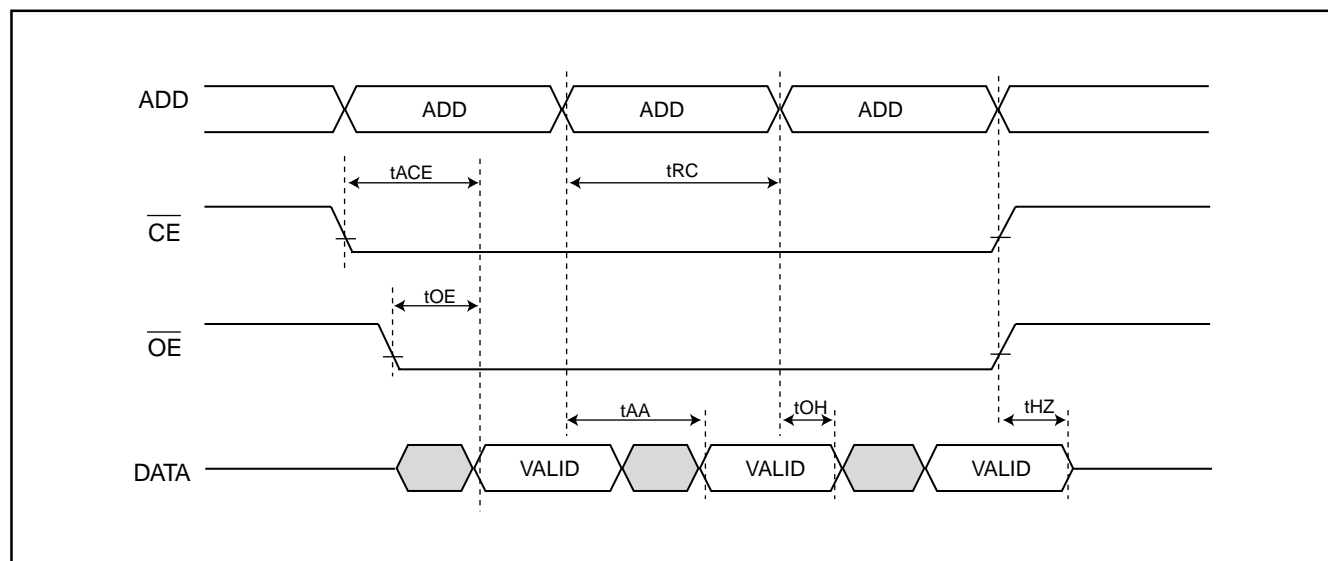 ADD ADD ADD ADD
tACE tRC
CE
tOE
OE
tAA tOH tHZ
DATA VALID VALID VALID